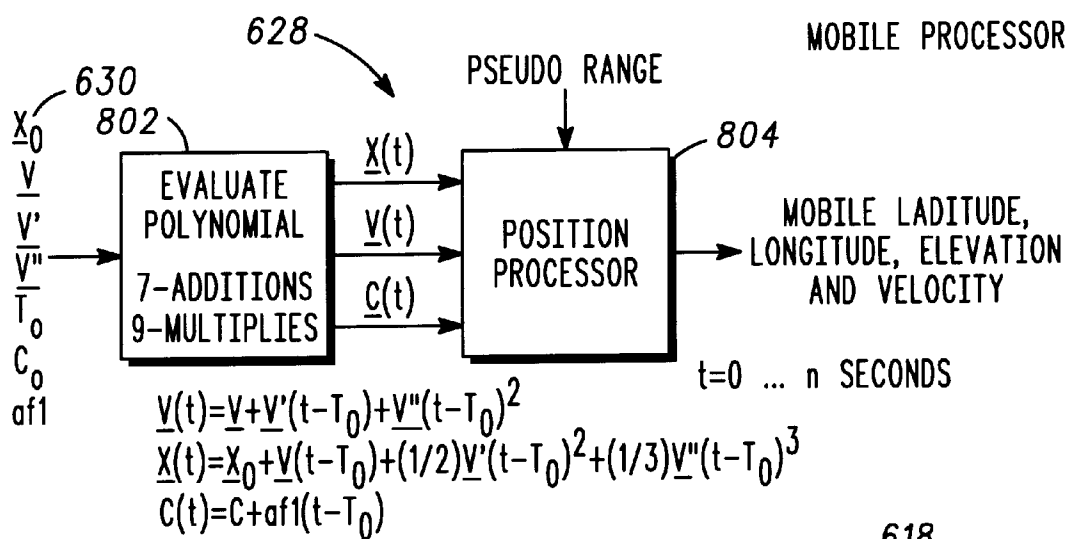 628
MOBILE PROCESSOR
PSEUDO RANGE
630
802
804
X̲0
V̲
V̲'
V̲''
T0
C0
af1
EVALUATE
POLYNOMIAL
7-ADDITIONS
9-MULTIPLIES
X̲(t)
V̲(t)
C̲(t)
POSITION
PROCESSOR
MOBILE LADITUDE,
LONGITUDE, ELEVATION
AND VELOCITY
t=0 ... n SECONDS
V̲(t)=V̲+V̲'(t-T0)+V̲''(t-T0)2
X̲(t)=X̲0+V̲(t-T0)+(1/2)V̲'(t-T0)2+(1/3)V̲''(t-T0)3
C(t)=C+af1(t-T0)
618